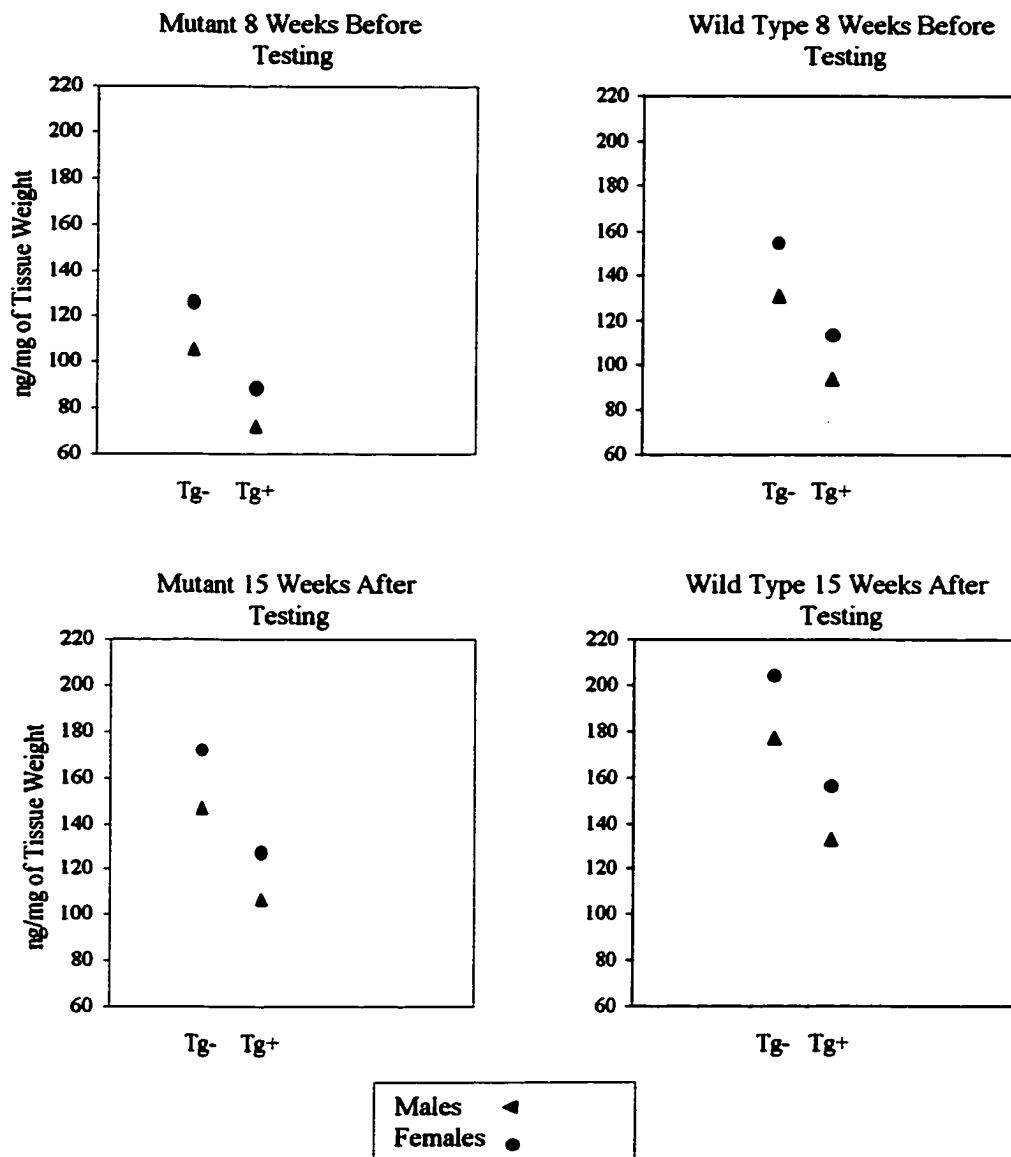 Mutant 8 Weeks Before
Testing
220
200
180
160
140
120
100
80
60
ng/mg of Tissue Weight
Tg- Tg+
Wild Type 8 Weeks Before
Testing
220
200
180
160
140
120
100
80
60
Tg- Tg+
Mutant 15 Weeks After
Testing
220
200
180
160
140
120
100
80
60
ng/mg of Tissue Weight
Tg- Tg+
Wild Type 15 Weeks After
Testing
220
200
180
160
140
120
100
80
60
Tg- Tg+
Males
Females